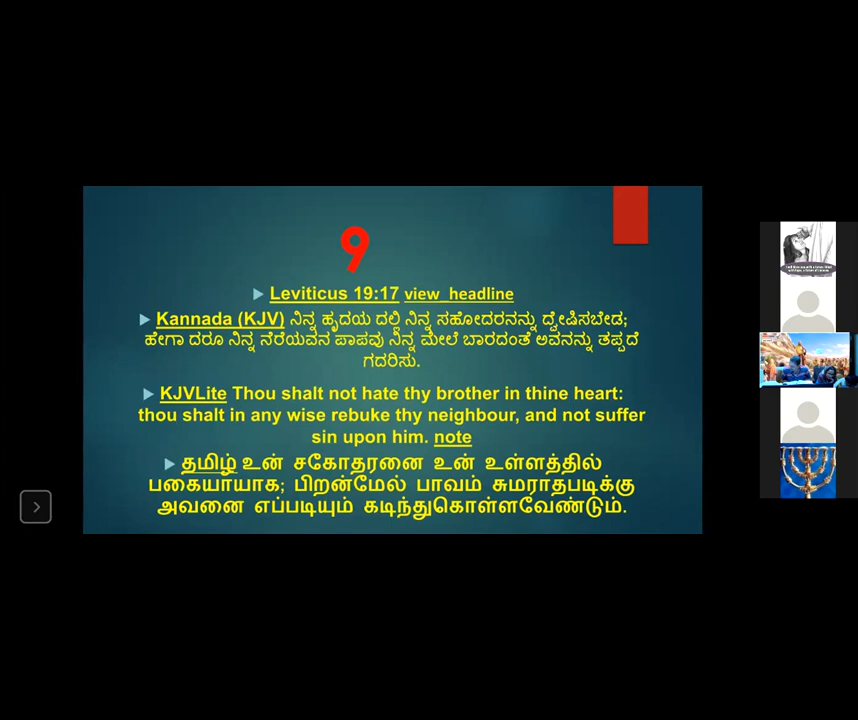 9
Leviticus 19:17 view_headline
Kannada (KJV) ನಿನ್ನ ಹೃದಯ ದಲ್ಲಿ ನಿನ್ನ ಸಹೋದರನನ್ನು ದ್ವೇಷಿಸಬೇಡ;
ಹೇಗಾ ದರೂ ನಿನ್ನ ನೆರೆಯವನ ಪಾಪವು ನಿನ್ನ ಮೇಲೆ ಬಾರದಂತೆ ಅವನನ್ನು ತಪ್ಪದೆ
ಗದರಿಸು.
KJVLite Thou shalt not hate thy brother in thine heart:
thou shalt in any wise rebuke thy neighbour, and not suffer
sin upon him. note
தமிழ் உன் சகோதரனை உன் உள்ளத்தில்
பகையாயாக; பிறன்மேல் பாவம் சுமராதபடிக்கு
அவனை எப்படியும் கடிந்துகொள்ளவேண்டும்.